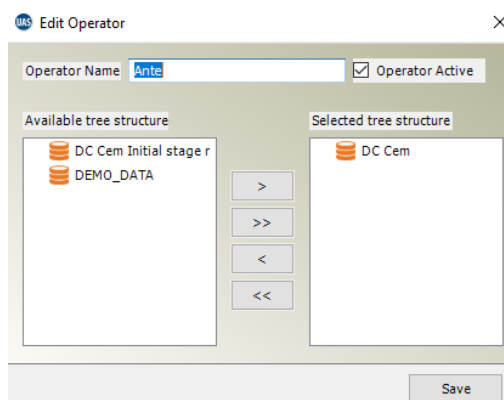 UAS Edit Operator
Operator Name Ante Operator Active
Available tree structure Selected tree structure
DC Cem Initial stage r DC Cem
DEMO_DATA
>
>>
<
<<
Save